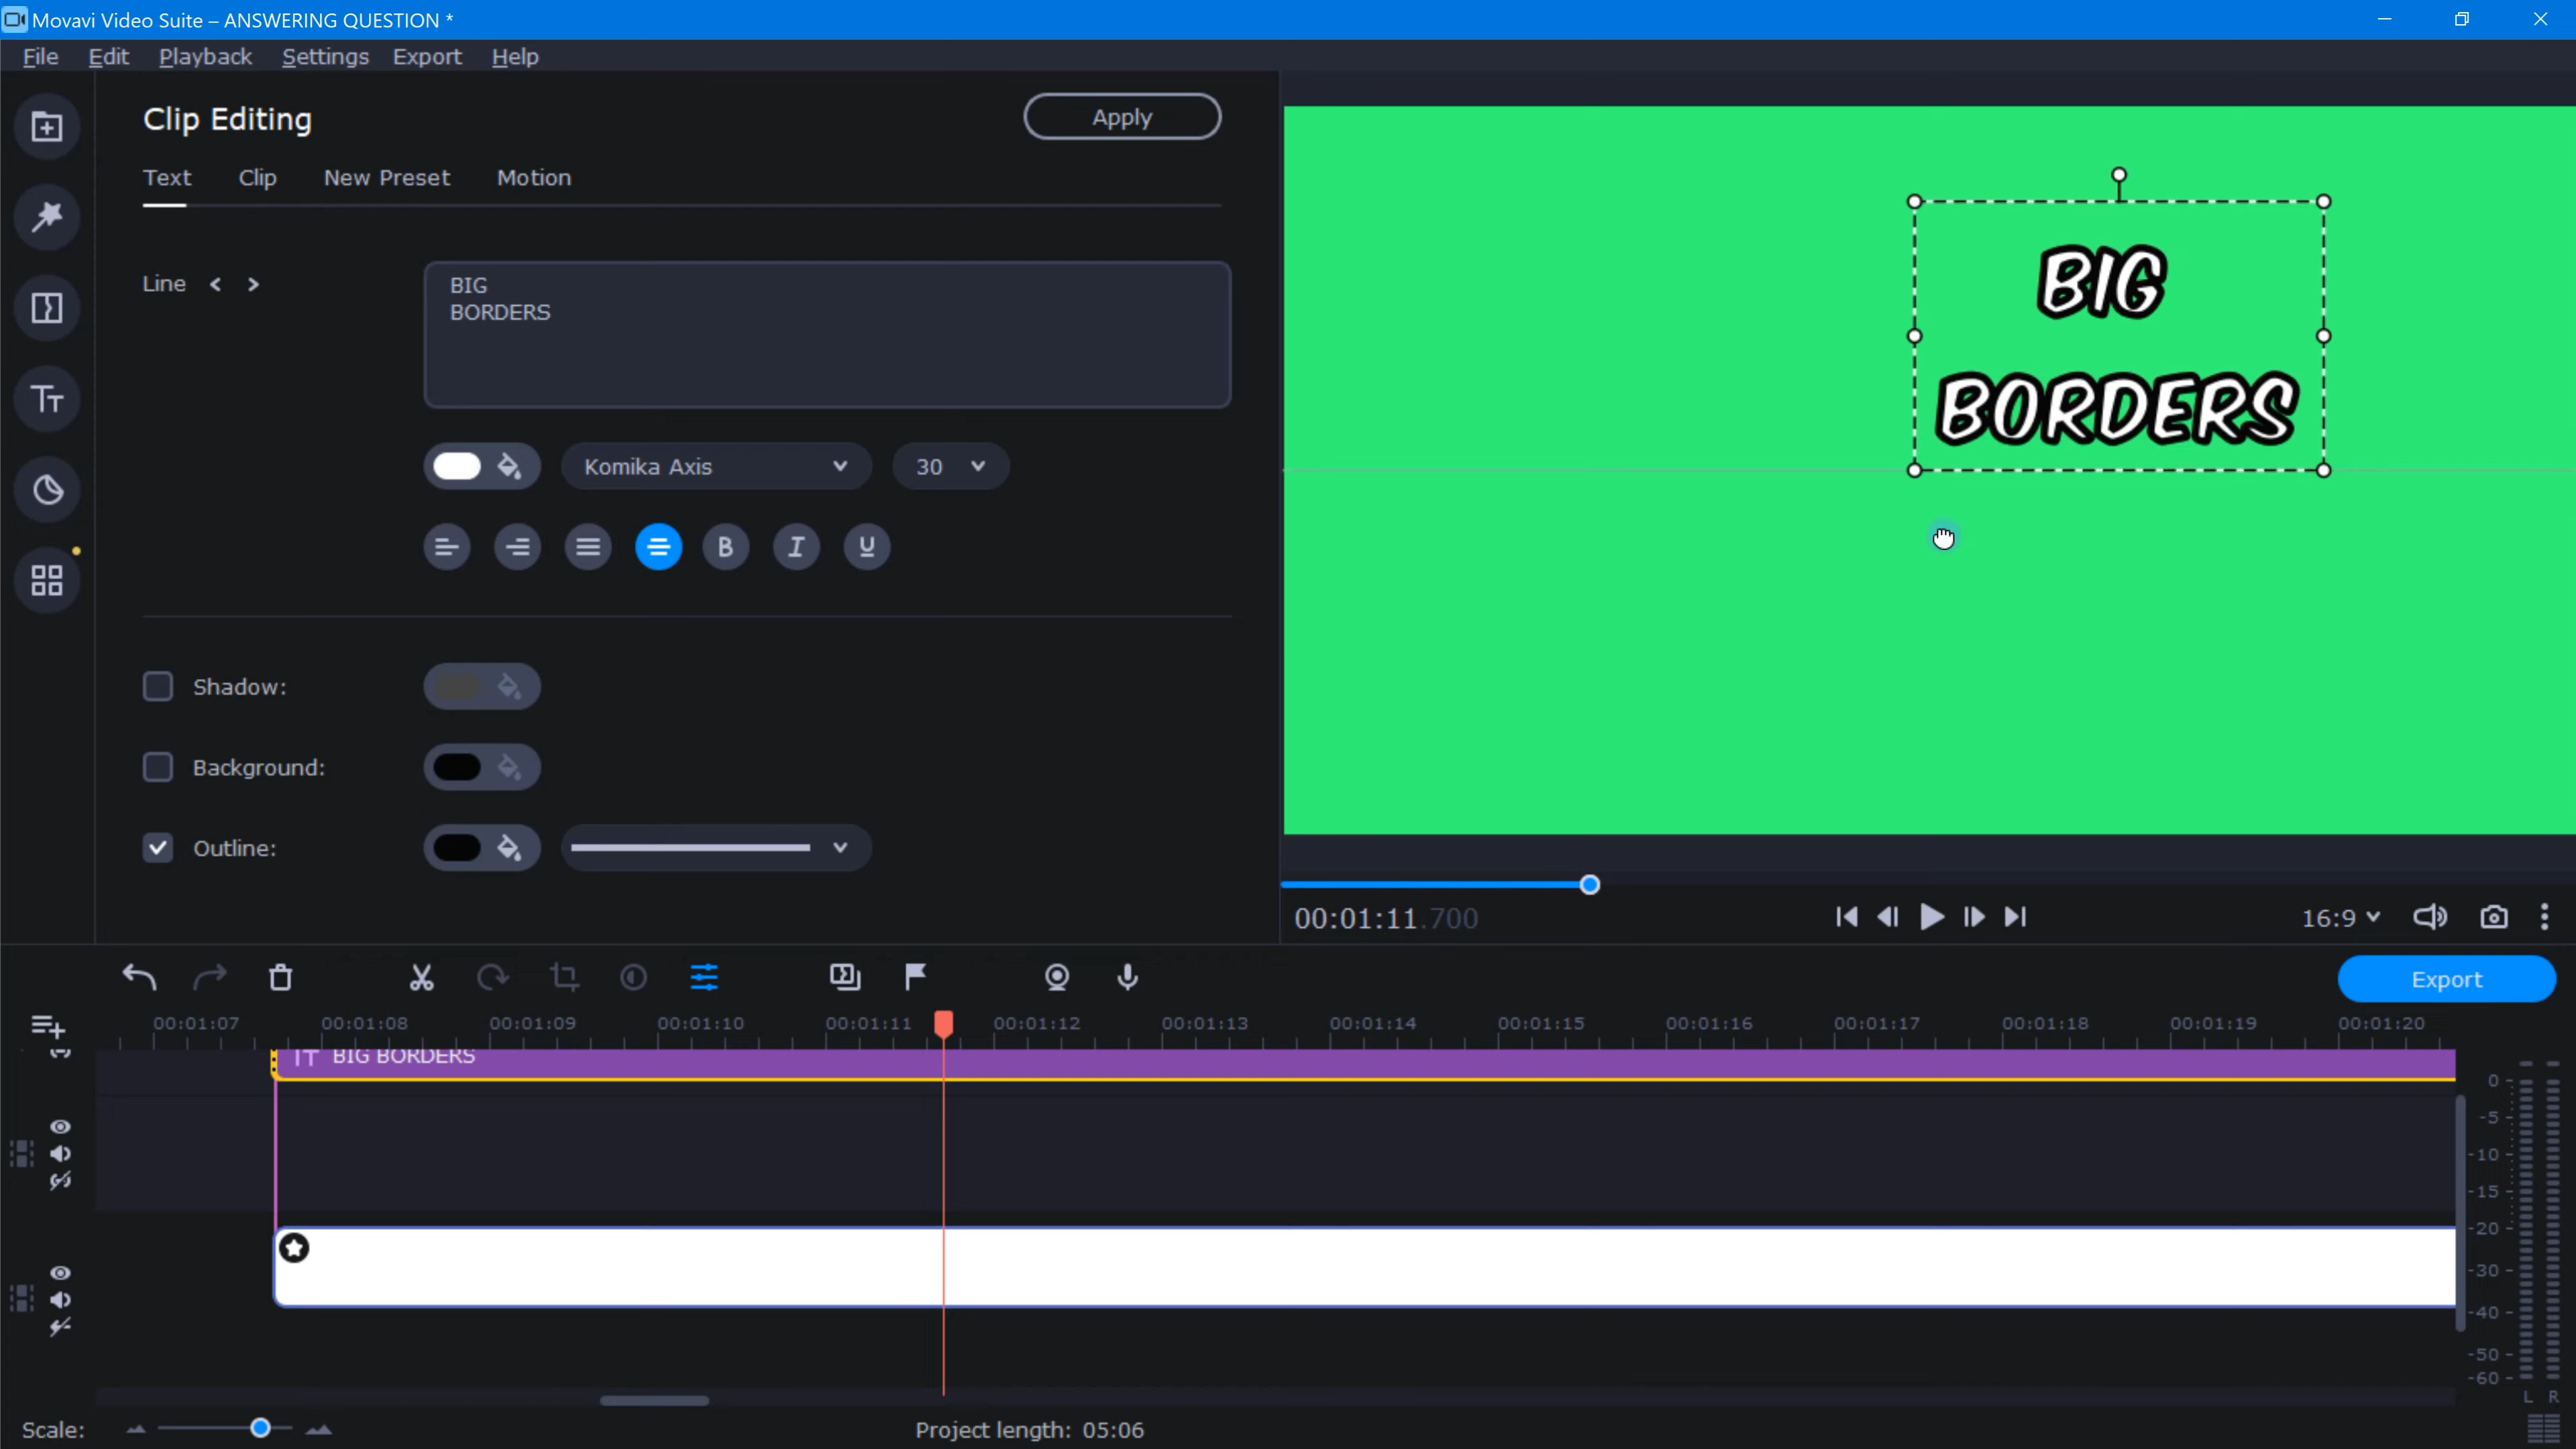 Movavi Video Suite – ANSWERING QUESTION *
File Edit Playback Settings Export Help
Clip Editing
Apply
Text Clip New Preset Motion
Line < >
BIG
BORDERS
Komika Axis
30
B I U
Shadow:
Background:
Outline:
BIG
BORDERS
00:01:11.700
16:9
Export
00:01:07 00:01:08 00:01:09 00:01:10 00:01:11 00:01:12 00:01:13 00:01:14 00:01:15 00:01:16 00:01:17 00:01:18 00:01:19 00:01:20
BIG BORDERS
0
-5
-10
-15
-20
-30
-40
-50
-60
L R
Scale:
Project length: 05:06